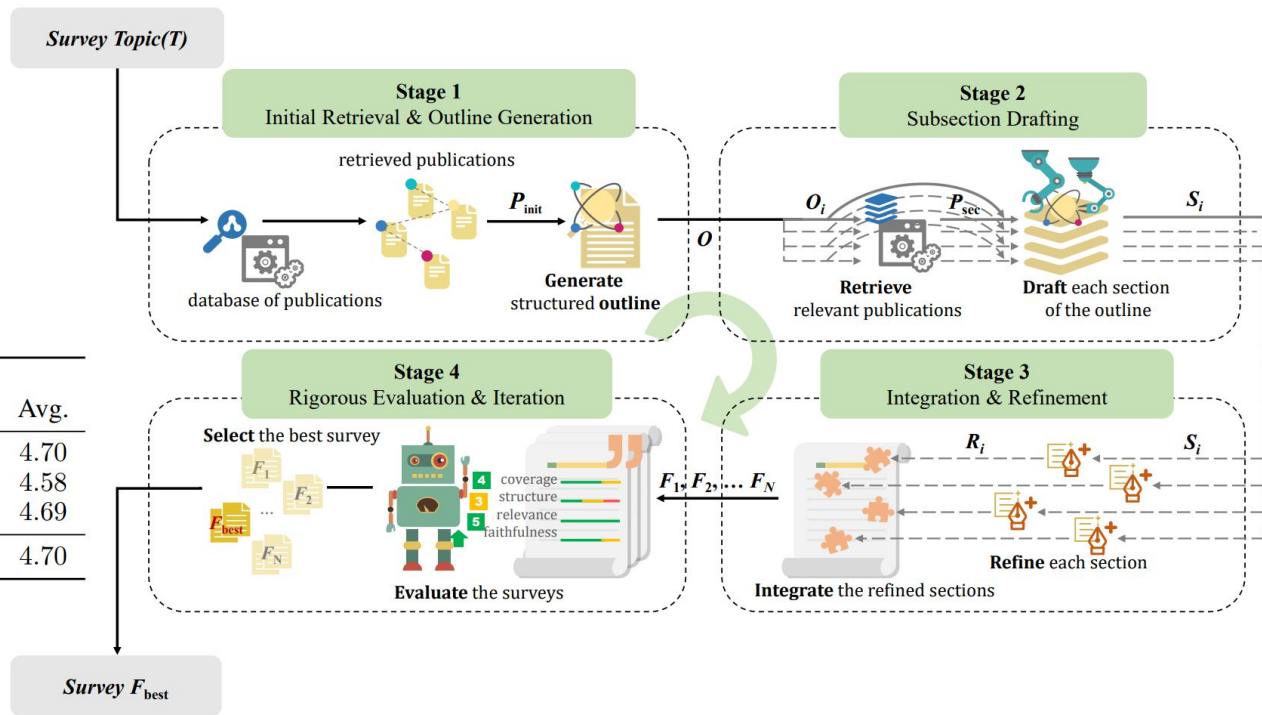 Survey Topic(T)
Stage 1
Initial Retrieval & Outline Generation
retrieved publications
P_init
database of publications
Generate
structured outline
O
Stage 2
Subsection Drafting
O_i
P_sec
S_i
Retrieve
relevant publications
Draft each section
of the outline
Avg.
4.70
4.58
4.69
4.70
Stage 3
Integration & Refinement
R_i
S_i
Refine each section
Integrate the refined sections
F_1, F_2, ... F_N
Stage 4
Rigorous Evaluation & Iteration
Select the best survey
F_1
F_2
...
F_best
F_N
4
3
5
coverage
structure
relevance
faithfulness
Evaluate the surveys
Survey F_best